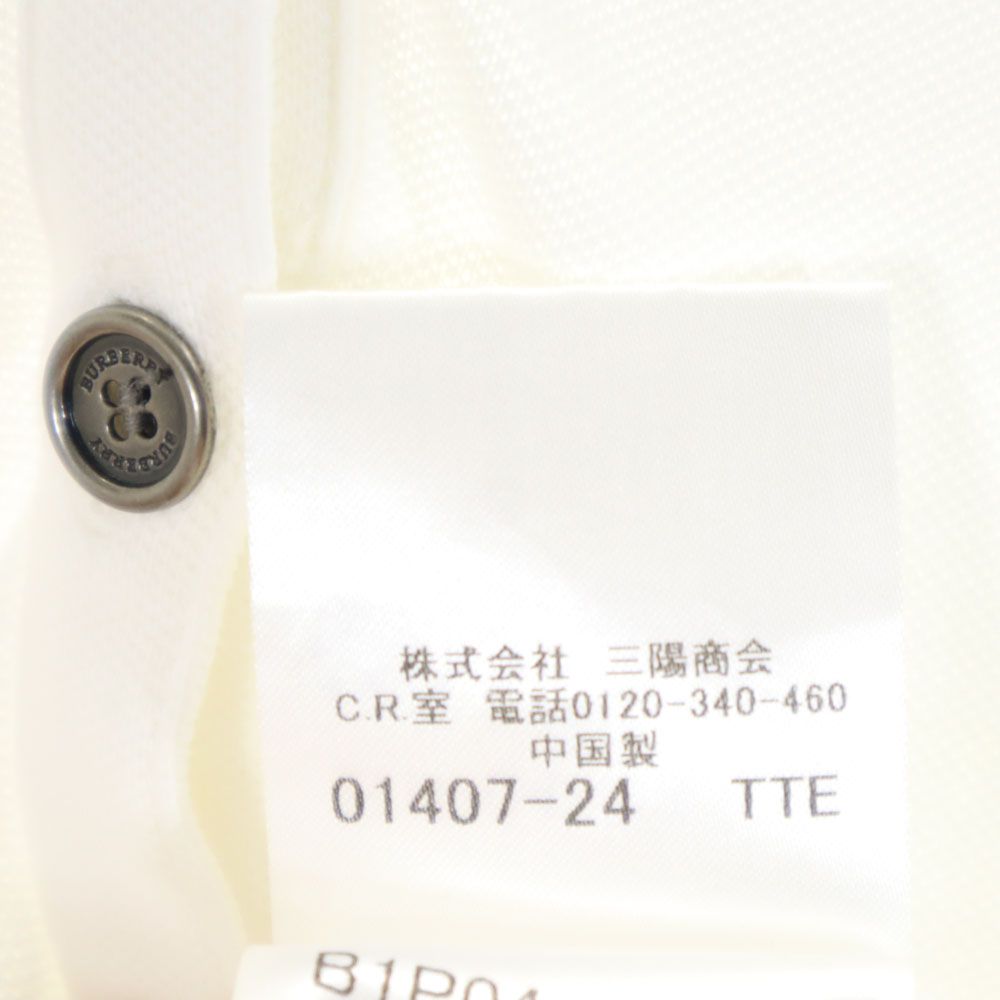 BURBERRY
BURBERRY
株式会社 三陽商会
C.R.室 電話0120-340-460
中国製
01407-24 TTE
B1P04